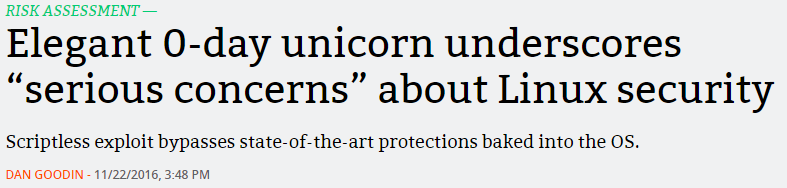 RISK ASSESSMENT —
Elegant 0-day unicorn underscores
“serious concerns” about Linux security
Scriptless exploit bypasses state-of-the-art protections baked into the OS.
DAN GOODIN - 11/22/2016, 3:48 PM